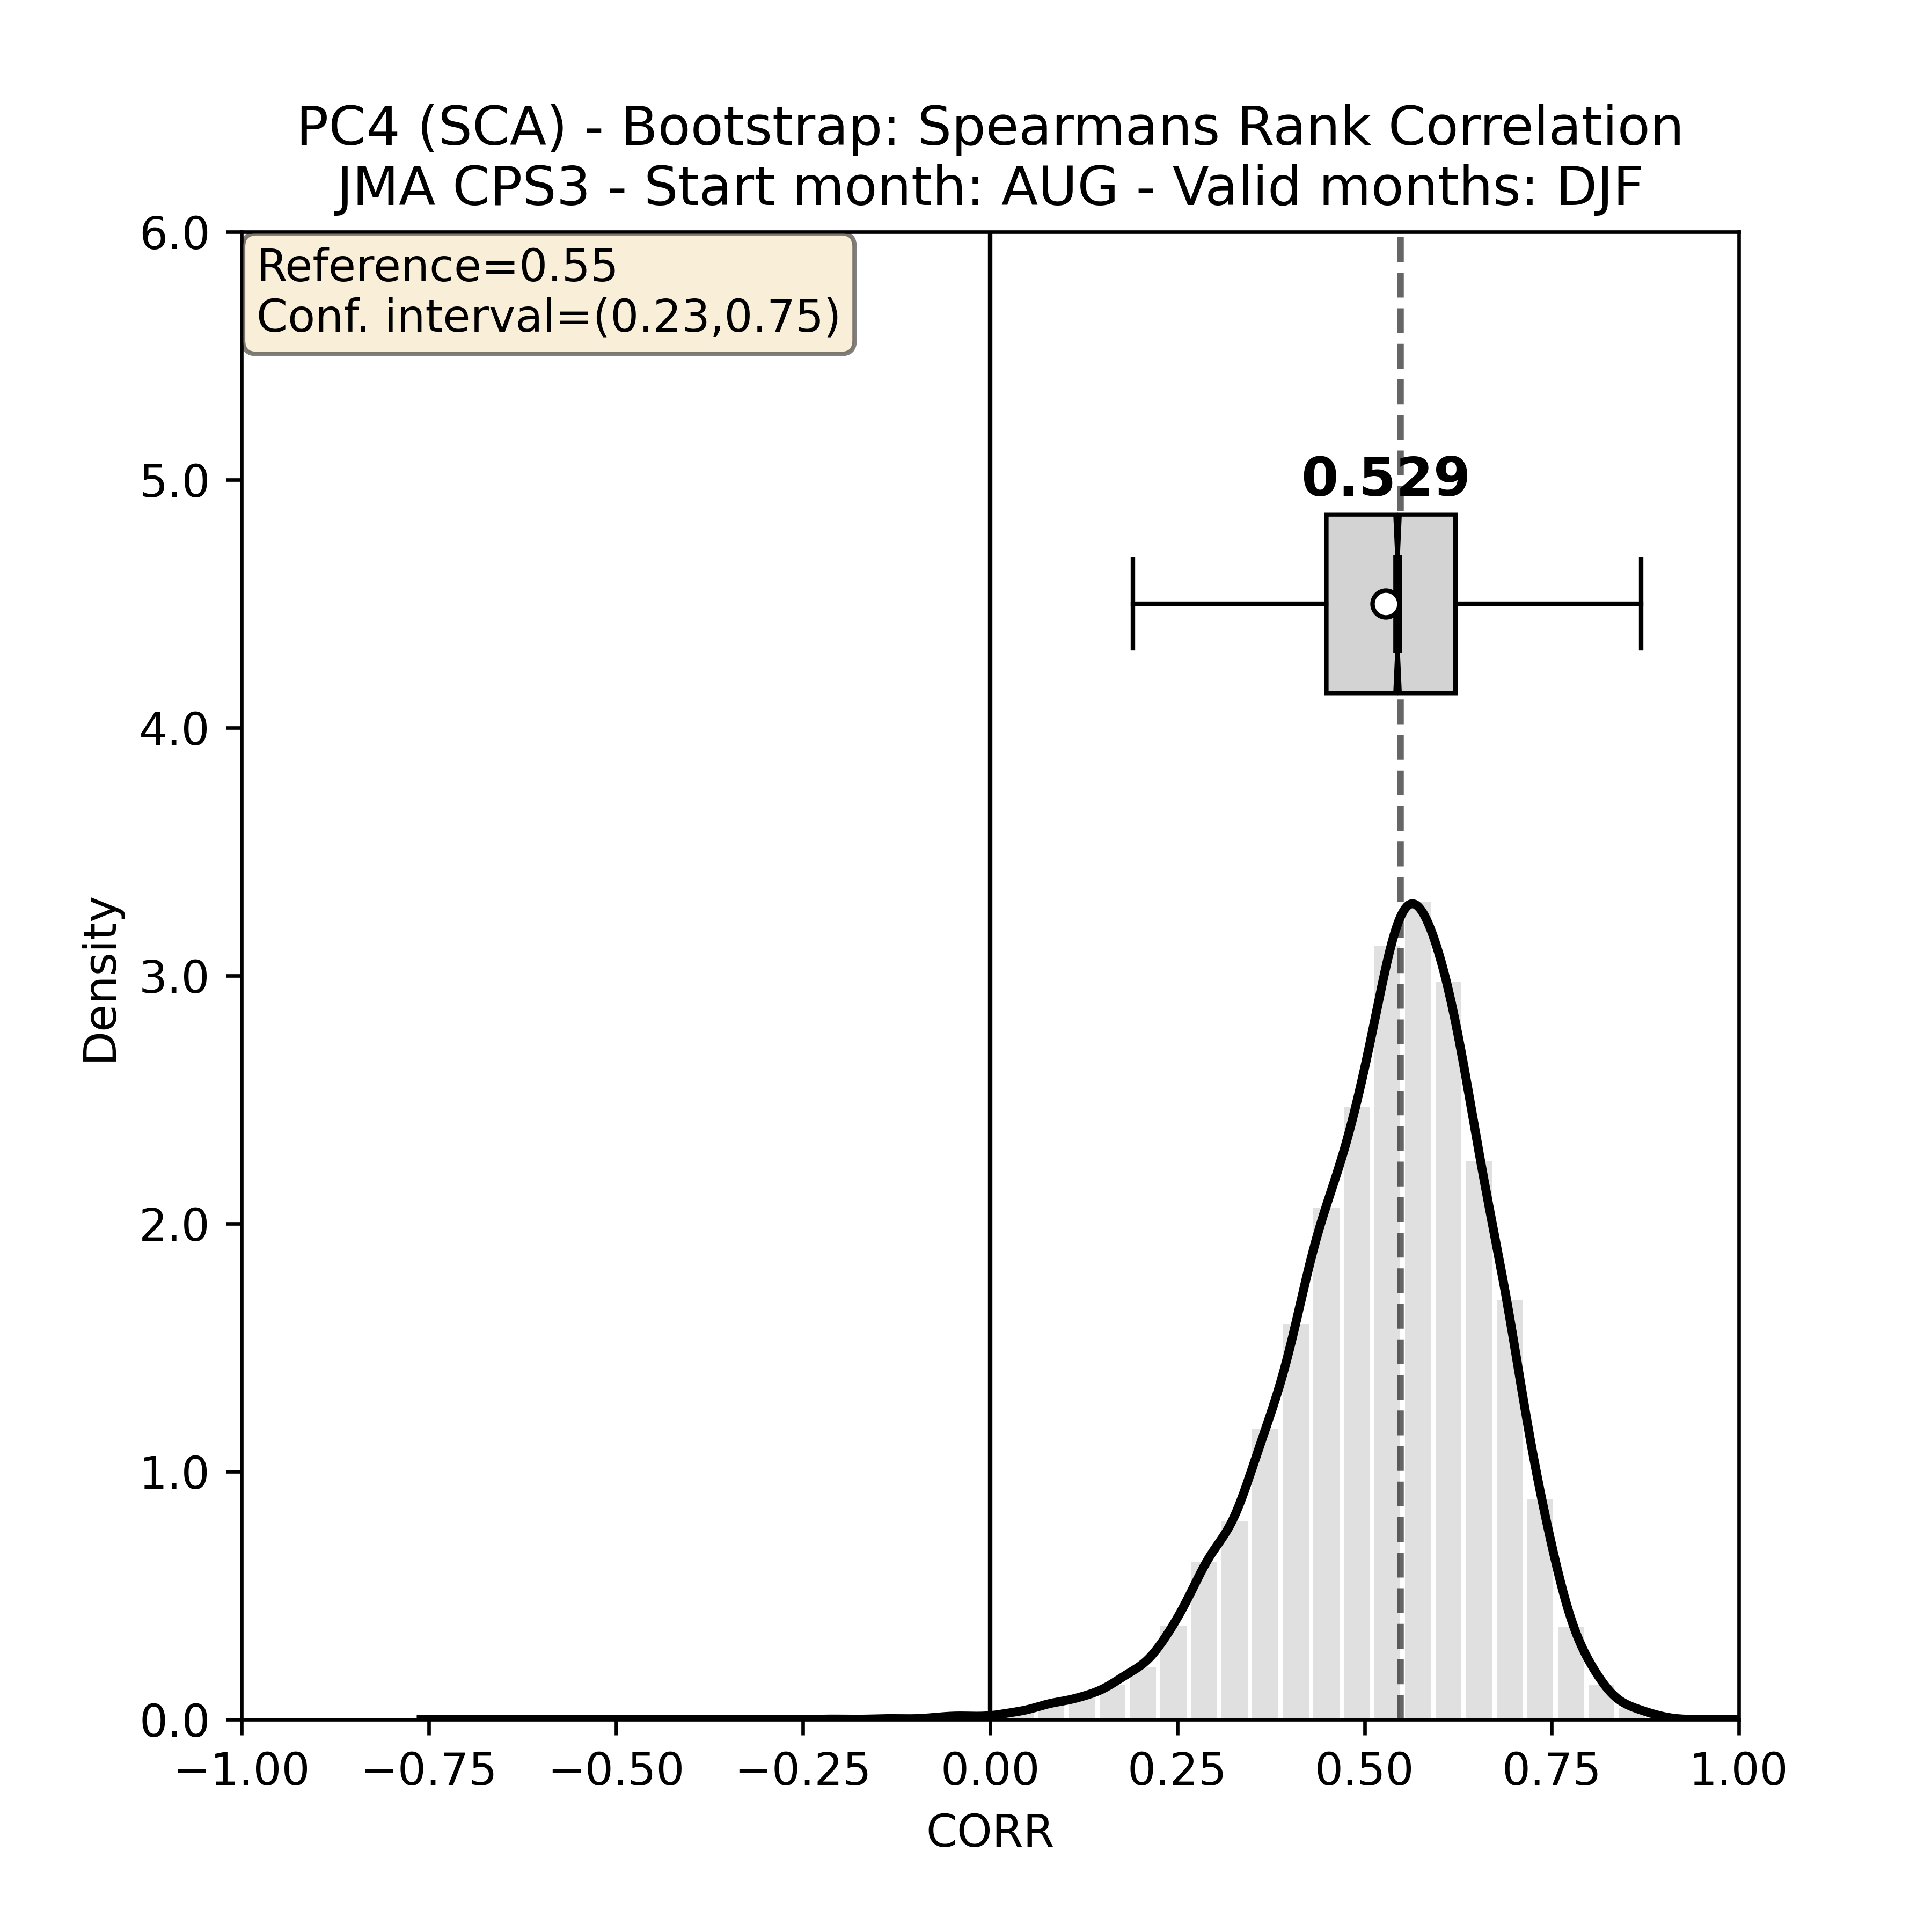 PC4 (SCA) - Bootstrap: Spearmans Rank Correlation
JMA CPS3 - Start month: AUG - Valid months: DJF
Reference=0.55
Conf. interval=(0.23,0.75)
0.529
6.0
5.0
4.0
3.0
2.0
1.0
0.0
Density
−1.00 −0.75 −0.50 −0.25 0.00 0.25 0.50 0.75 1.00
CORR